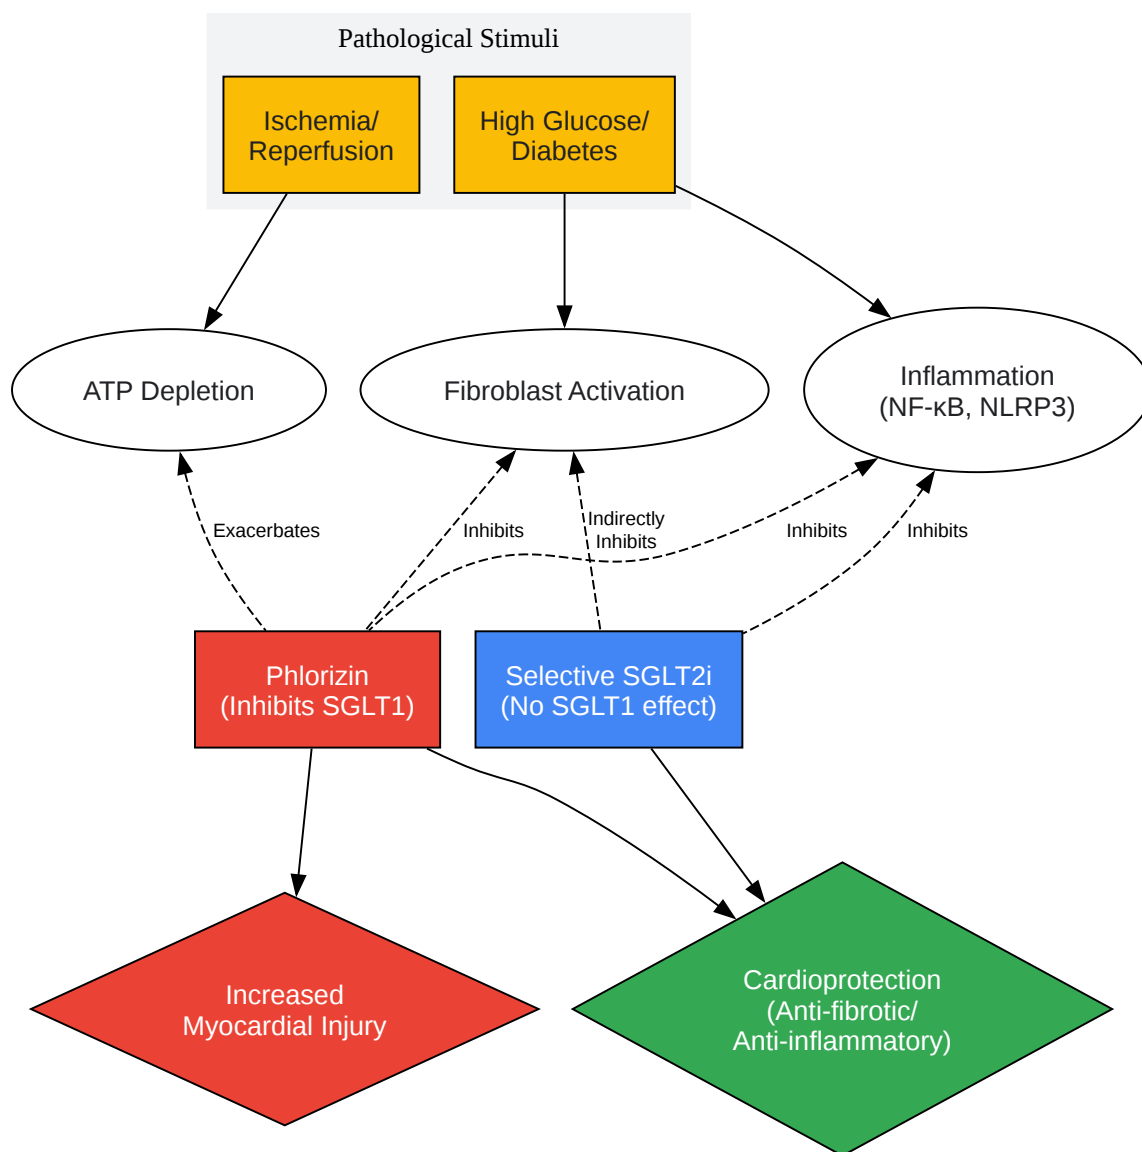 Pathological Stimuli
Ischemia/
Reperfusion
High Glucose/
Diabetes
ATP Depletion
Fibroblast Activation
Inflammation
(NF-κB, NLRP3)
Exacerbates
Inhibits
Indirectly
Inhibits
Inhibits
Inhibits
Phlorizin
(Inhibits SGLT1)
Selective SGLT2i
(No SGLT1 effect)
Increased
Myocardial Injury
Cardioprotection
(Anti-fibrotic/
Anti-inflammatory)